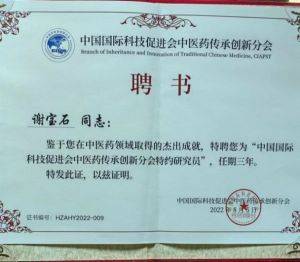 中国国际科技促进会中医药传承创新分会
Branch of Inheritance and Innovation of Traditional Chinese Medicine, CIAPST
聘书
谢宝石 同志：
鉴于您在中医药领域取得的杰出成就，特聘您为“中国国际
科技促进会中医药传承创新分会特约研究员”，任期三年。
特发此证，以兹证明。
中国国际科技促进会中医药传承创新分会
2022年
证书编号：HZAHY2022-009